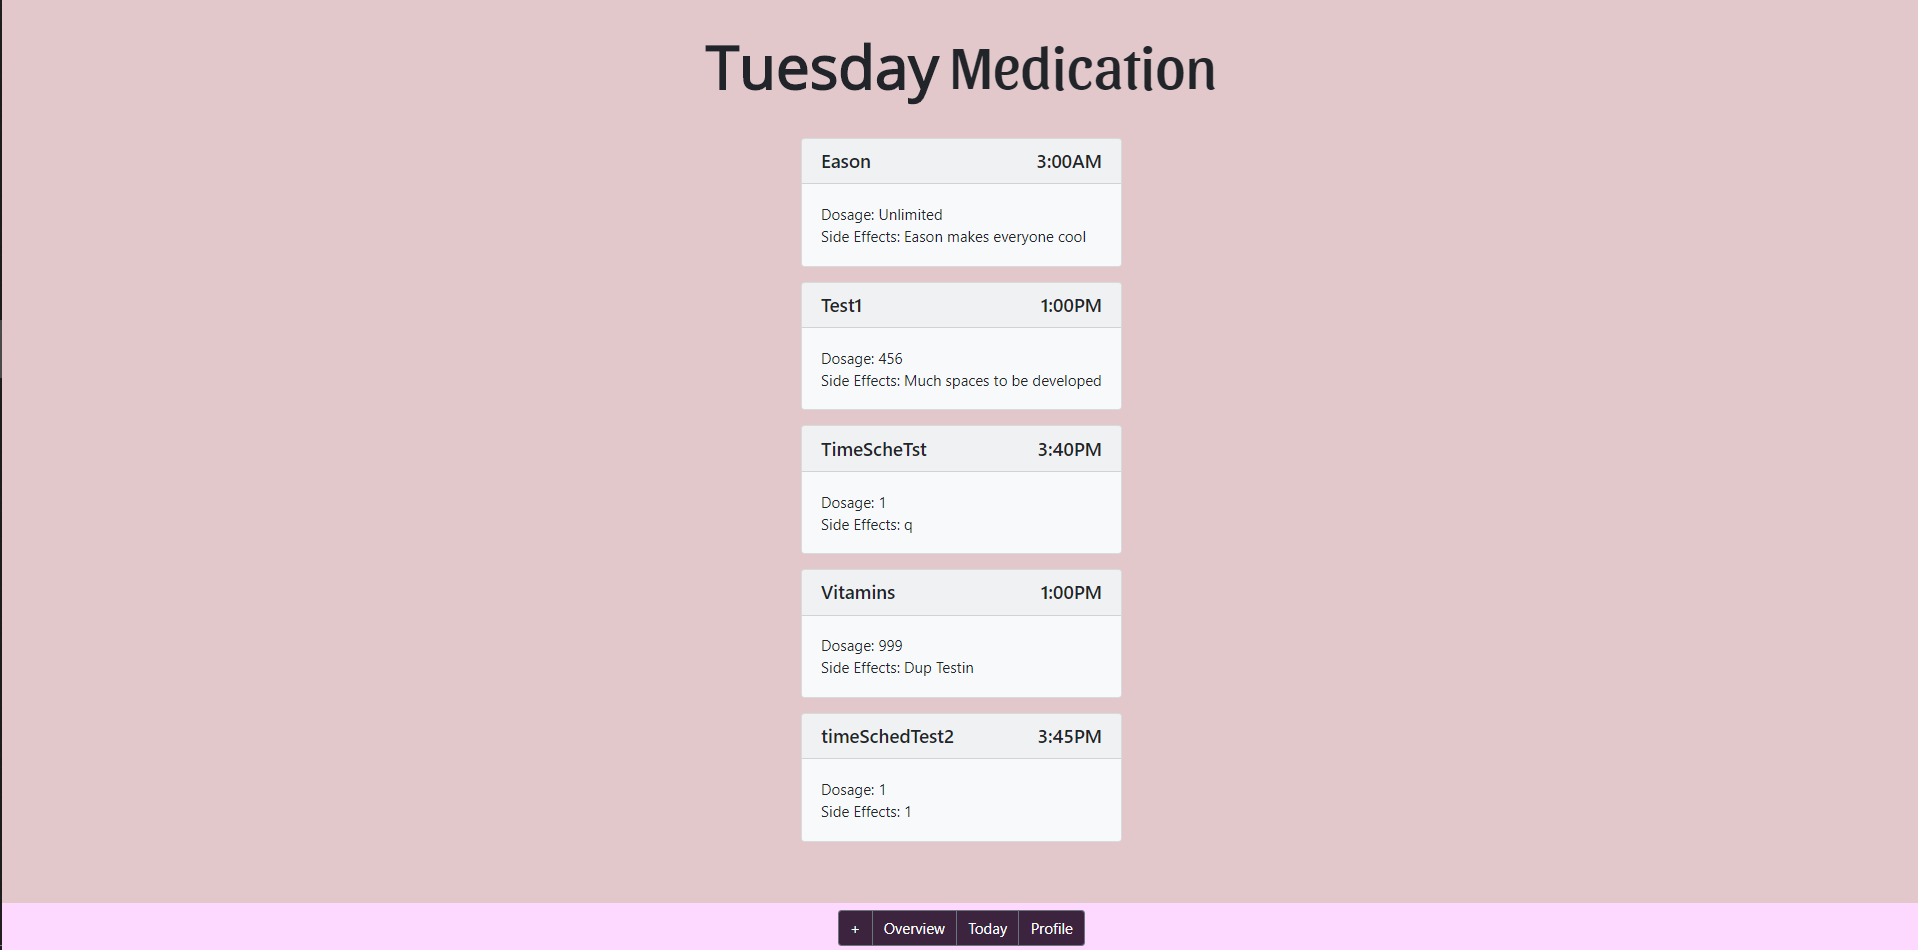 Tuesday Medication
Eason 3:00AM
Dosage: Unlimited
Side Effects: Eason makes everyone cool
Test1 1:00PM
Dosage: 456
Side Effects: Much spaces to be developed
TimeScheTst 3:40PM
Dosage: 1
Side Effects: q
Vitamins 1:00PM
Dosage: 999
Side Effects: Dup Testin
timeSchedTest2 3:45PM
Dosage: 1
Side Effects: 1
+ Overview Today Profile